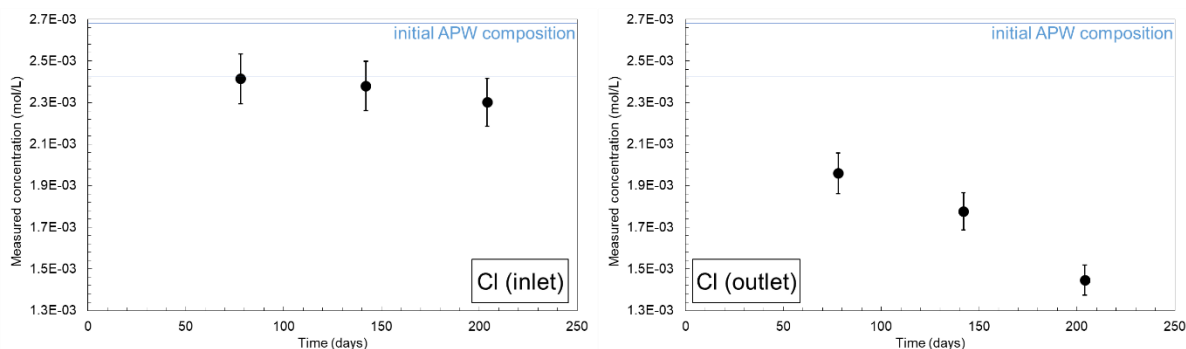 Measured concentration (mol/L)
2.7E-03
2.5E-03
2.3E-03
2.1E-03
1.9E-03
1.7E-03
1.5E-03
1.3E-03
initial APW composition
Cl (inlet)
0 50 100 150 200 250
Time (days)
Measured concentration (mol/L)
2.7E-03
2.5E-03
2.3E-03
2.1E-03
1.9E-03
1.7E-03
1.5E-03
1.3E-03
initial APW composition
Cl (outlet)
0 50 100 150 200 250
Time (days)